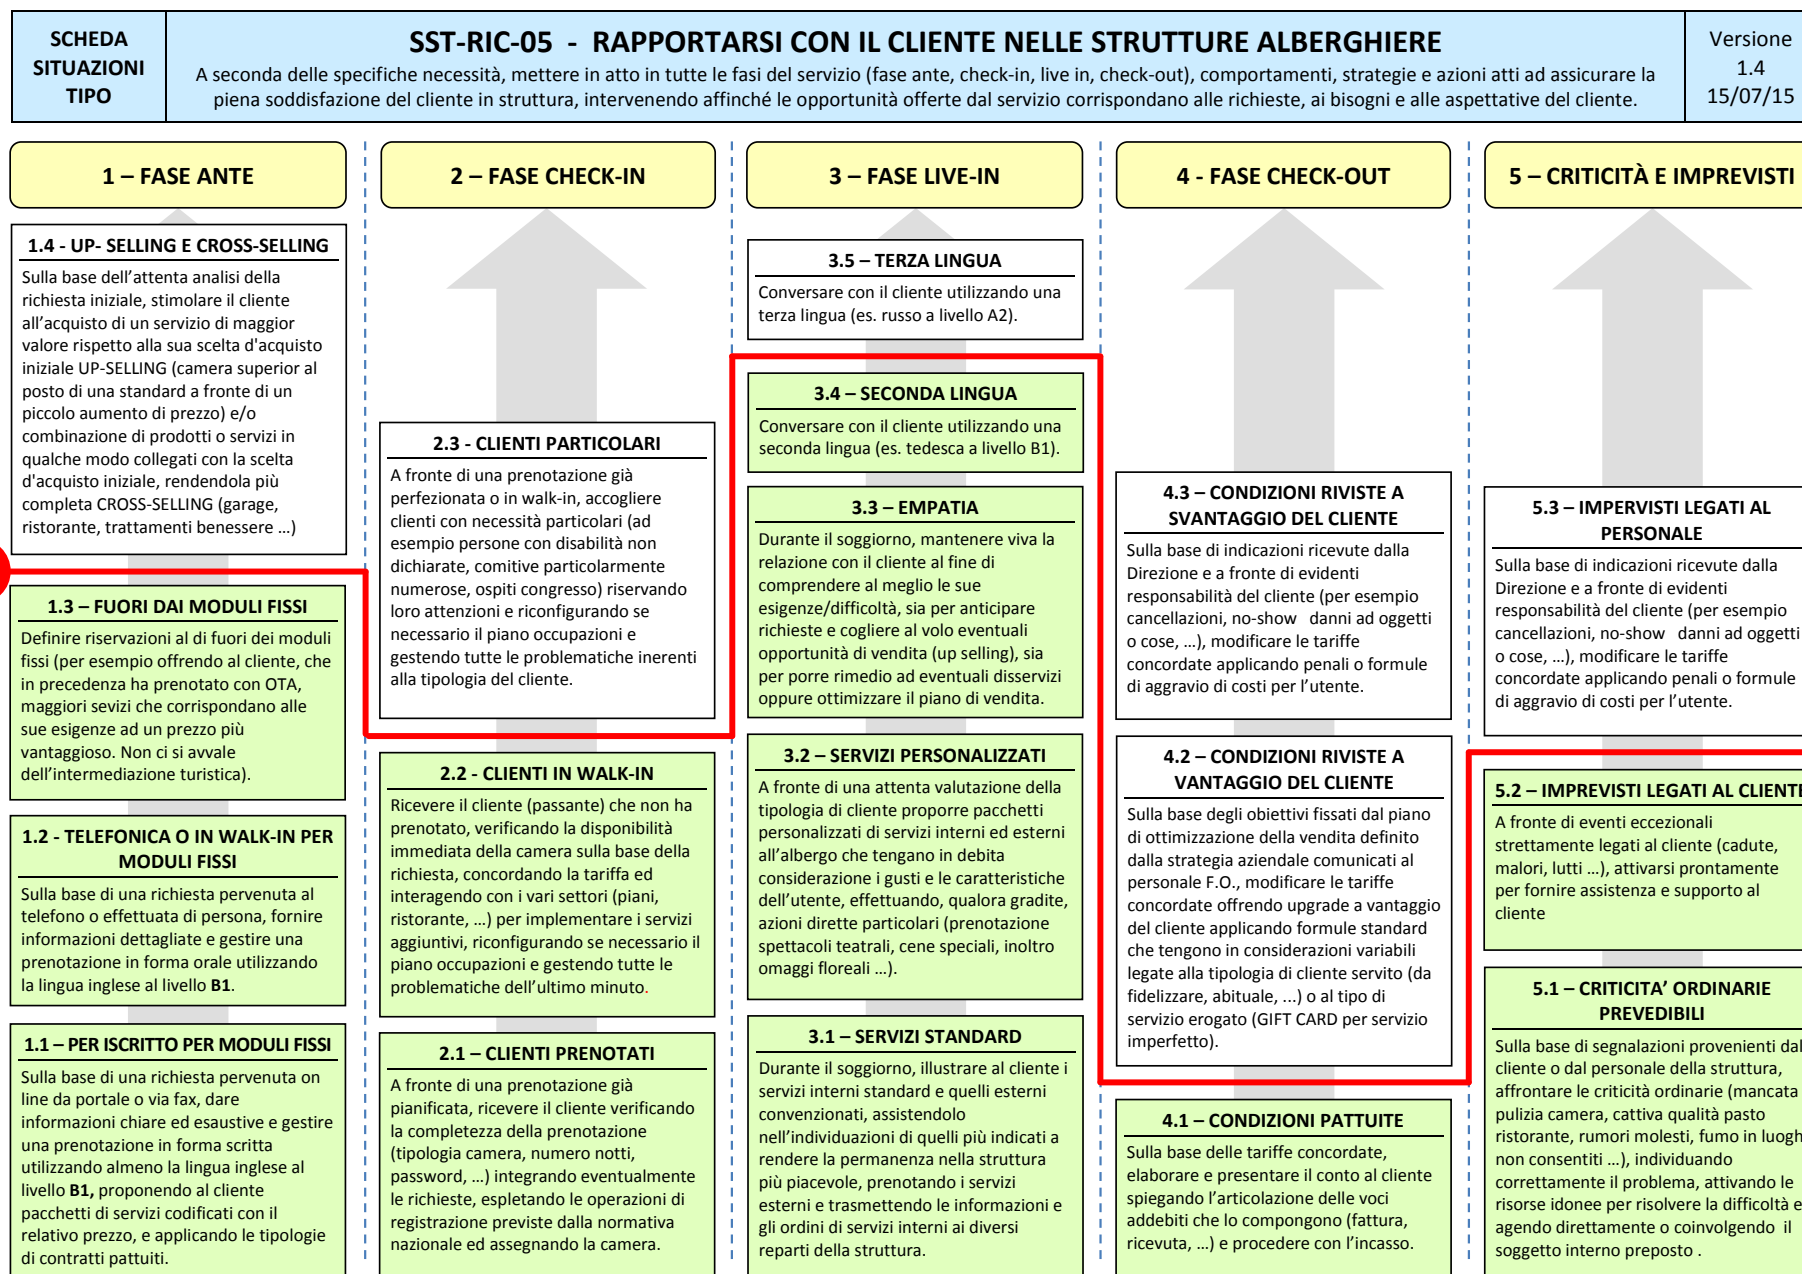 SCHEDA
SITUAZIONI
TIPO
SST-RIC-05 - RAPPORTARSI CON IL CLIENTE NELLE STRUTTURE ALBERGHIERE
A seconda delle specifiche necessità, mettere in atto in tutte le fasi del servizio (fase ante, check-in, live in, check-out), comportamenti, strategie e azioni atti ad assicurare la
piena soddisfazione del cliente in struttura, intervenendo affinché le opportunità offerte dal servizio corrispondano alle richieste, ai bisogni e alle aspettative del cliente.
Versione
1.4
15/07/15
1 – FASE ANTE
1.4 - UP- SELLING E CROSS-SELLING
Sulla base dell'attenta analisi della
richiesta iniziale, stimolare il cliente
all'acquisto di un servizio di maggior
valore rispetto alla sua scelta d'acquisto
iniziale UP-SELLING (camera superior al
posto di una standard a fronte di un
piccolo aumento di prezzo) e/o
combinazione di prodotti o servizi in
qualche modo collegati con la scelta
d'acquisto iniziale, rendendola più
completa CROSS-SELLING (garage,
ristorante, trattamenti benessere …)
1.3 – FUORI DAI MODULI FISSI
Definire riservazioni al di fuori dei moduli
fissi (per esempio offrendo al cliente, che
in precedenza ha prenotato con OTA,
maggiori sevizi che corrispondano alle
sue esigenze ad un prezzo più
vantaggioso. Non ci si avvale
dell'intermediazione turistica).
1.2 - TELEFONICA O IN WALK-IN PER
MODULI FISSI
Sulla base di una richiesta pervenuta al
telefono o effettuata di persona, fornire
informazioni dettagliate e gestire una
prenotazione in forma orale utilizzando
la lingua inglese al livello B1.
1.1 – PER ISCRITTO PER MODULI FISSI
Sulla base di una richiesta pervenuta on
line da portale o via fax, dare
informazioni chiare ed esaustive e gestire
una prenotazione in forma scritta
utilizzando almeno la lingua inglese al
livello B1, proponendo al cliente
pacchetti di servizi codificati con il
relativo prezzo, e applicando le tipologie
di contratti pattuiti.
2 – FASE CHECK-IN
2.3 - CLIENTI PARTICOLARI
A fronte di una prenotazione già
perfezionata o in walk-in, accogliere
clienti con necessità particolari (ad
esempio persone con disabilità non
dichiarate, comitive particolarmente
numerose, ospiti congresso) riservando
loro attenzioni e riconfigurando se
necessario il piano occupazioni e
gestendo tutte le problematiche inerenti
alla tipologia del cliente.
2.2 - CLIENTI IN WALK-IN
Ricevere il cliente (passante) che non ha
prenotato, verificando la disponibilità
immediata della camera sulla base della
richiesta, concordando la tariffa ed
interagendo con i vari settori (piani,
ristorante, …) per implementare i servizi
aggiuntivi, riconfigurando se necessario il
piano occupazioni e gestendo tutte le
problematiche dell'ultimo minuto.
2.1 – CLIENTI PRENOTATI
A fronte di una prenotazione già
pianificata, ricevere il cliente verificando
la completezza della prenotazione
(tipologia camera, numero notti,
password, …) integrando eventualmente
le richieste, espletando le operazioni di
registrazione previste dalla normativa
nazionale ed assegnando la camera.
3 – FASE LIVE-IN
3.5 – TERZA LINGUA
Conversare con il cliente utilizzando una
terza lingua (es. russo a livello A2).
3.4 – SECONDA LINGUA
Conversare con il cliente utilizzando una
seconda lingua (es. tedesca a livello B1).
3.3 – EMPATIA
Durante il soggiorno, mantenere viva la
relazione con il cliente al fine di
comprendere al meglio le sue
esigenze/difficoltà, sia per anticipare
richieste e cogliere al volo eventuali
opportunità di vendita (up selling), sia
per porre rimedio ad eventuali disservizi
oppure ottimizzare il piano di vendita.
3.2 – SERVIZI PERSONALIZZATI
A fronte di una attenta valutazione della
tipologia di cliente proporre pacchetti
personalizzati di servizi interni ed esterni
all'albergo che tengano in debita
considerazione i gusti e le caratteristiche
dell'utente, effettuando, qualora gradite,
azioni dirette particolari (prenotazione
spettacoli teatrali, cene speciali, inoltro
omaggi floreali …).
3.1 – SERVIZI STANDARD
Durante il soggiorno, illustrare al cliente i
servizi interni standard e quelli esterni
convenzionati, assistendolo
nell'individuazioni di quelli più indicati a
rendere la permanenza nella struttura
più piacevole, prenotando i servizi
esterni e trasmettendo le informazioni e
gli ordini di servizi interni ai diversi
reparti della struttura.
4 - FASE CHECK-OUT
4.3 – CONDIZIONI RIVISTE A
SVANTAGGIO DEL CLIENTE
Sulla base di indicazioni ricevute dalla
Direzione e a fronte di evidenti
responsabilità del cliente (per esempio
cancellazioni, no-show danni ad oggetti
o cose, …), modificare le tariffe
concordate applicando penali o formule
di aggravio di costi per l'utente.
4.2 – CONDIZIONI RIVISTE A
VANTAGGIO DEL CLIENTE
Sulla base degli obiettivi fissati dal piano
di ottimizzazione della vendita definito
dalla strategia aziendale comunicati al
personale F.O., modificare le tariffe
concordate offrendo upgrade a vantaggio
del cliente applicando formule standard
che tengono in considerazioni variabili
legate alla tipologia di cliente servito (da
fidelizzare, abituale, ...) o al tipo di
servizio erogato (GIFT CARD per servizio
imperfetto).
4.1 – CONDIZIONI PATTUITE
Sulla base delle tariffe concordate,
elaborare e presentare il conto al cliente
spiegando l'articolazione delle voci
addebiti che lo compongono (fattura,
ricevuta, …) e procedere con l'incasso.
5 – CRITICITÀ E IMPREVISTI
5.3 – IMPERVISTI LEGATI AL
PERSONALE
Sulla base di indicazioni ricevute dalla
Direzione e a fronte di evidenti
responsabilità del cliente (per esempio
cancellazioni, no-show danni ad oggetti
o cose, …), modificare le tariffe
concordate applicando penali o formule
di aggravio di costi per l'utente.
5.2 – IMPREVISTI LEGATI AL CLIENTE
A fronte di eventi eccezionali
strettamente legati al cliente (cadute,
malori, lutti …), attivarsi prontamente
per fornire assistenza e supporto al
cliente
5.1 – CRITICITA' ORDINARIE
PREVEDIBILI
Sulla base di segnalazioni provenienti dal
cliente o dal personale della struttura,
affrontare le criticità ordinarie (mancata
pulizia camera, cattiva qualità pasto
ristorante, rumori molesti, fumo in luogh
non consentiti …), individuando
correttamente il problema, attivando le
risorse idonee per risolvere la difficoltà e
agendo direttamente o coinvolgendo il
soggetto interno preposto .